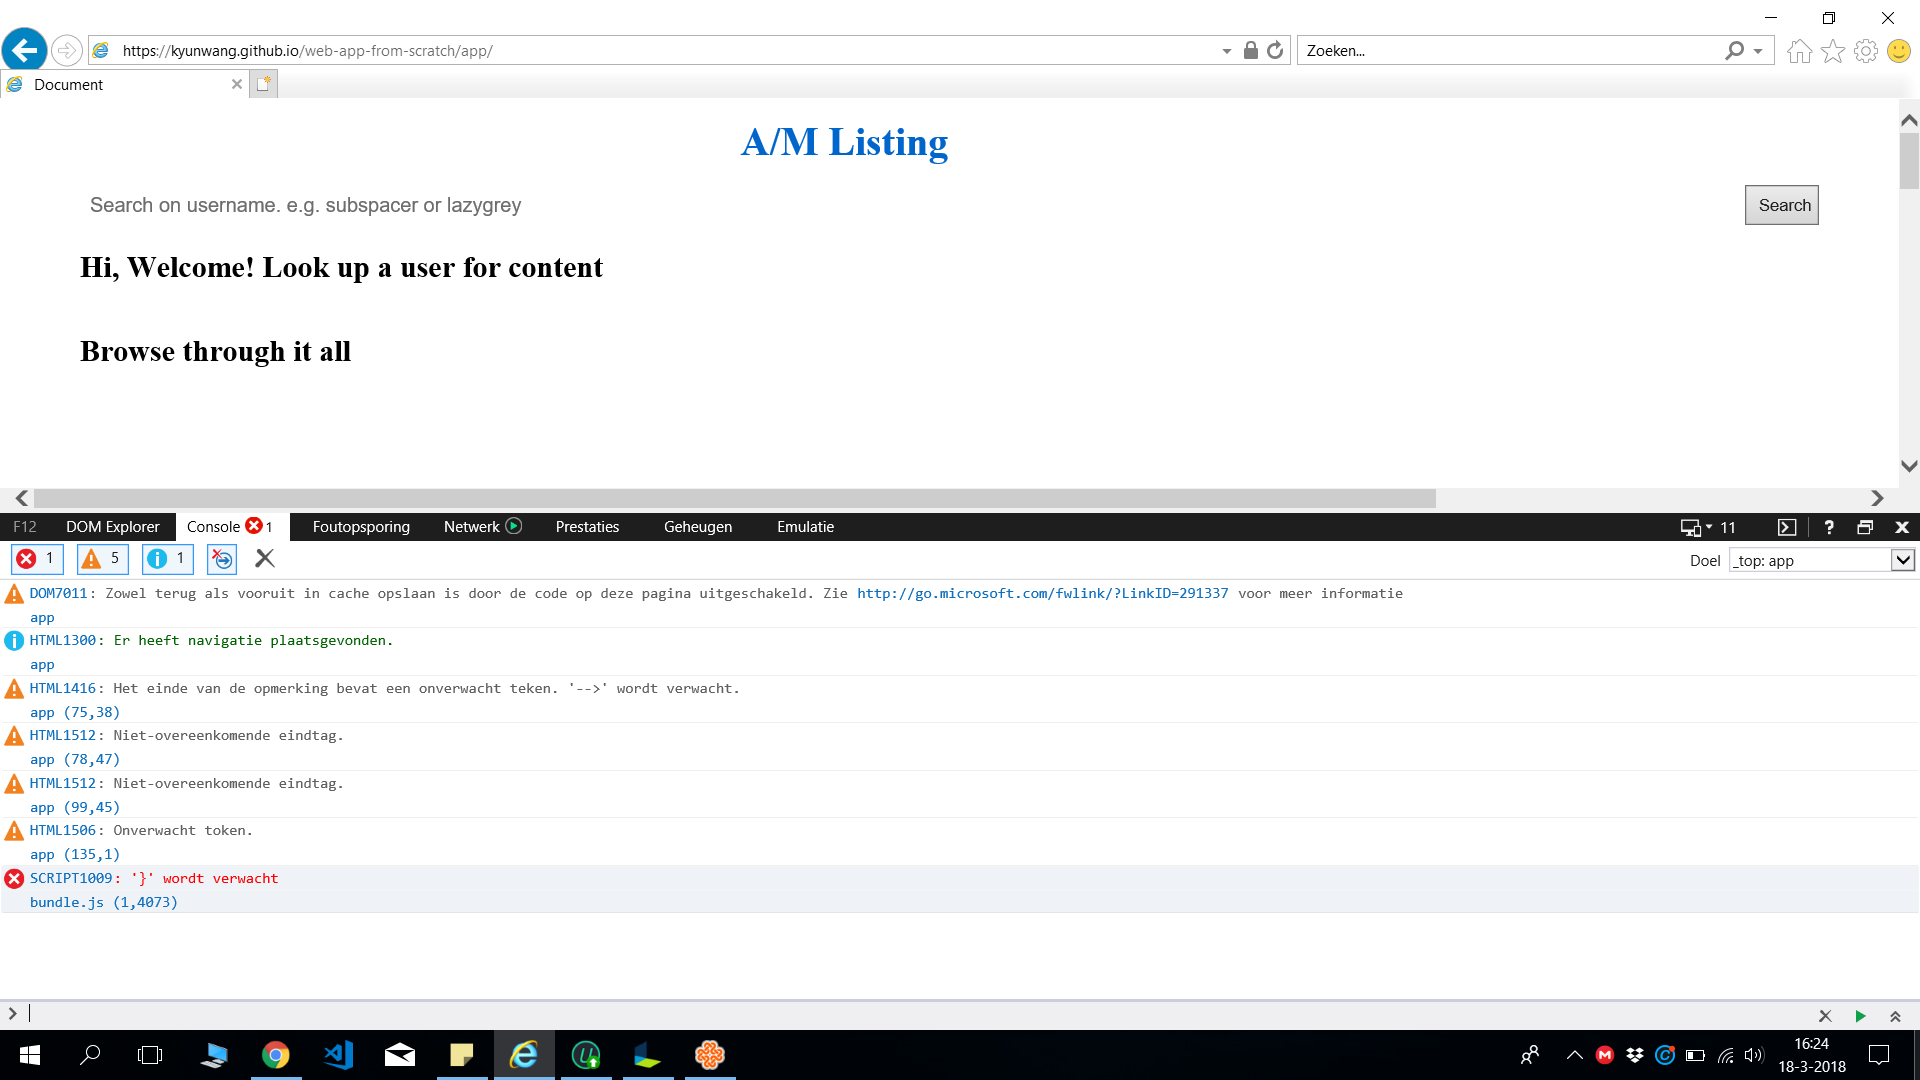 https://kyunwang.github.io/web-app-from-scratch/app/
Zoeken...
Document
A/M Listing
Search on username. e.g. subspacer or lazygrey
Search
Hi, Welcome! Look up a user for content
Browse through it all
F12
DOM Explorer
Console 1
Foutopsporing
Netwerk
Prestaties
Geheugen
Emulatie
11
?
1
5
1
Doel
_top: app
DOM7011: Zowel terug als vooruit in cache opslaan is door de code op deze pagina uitgeschakeld. Zie http://go.microsoft.com/fwlink/?LinkID=291337 voor meer informatie
app
HTML1300: Er heeft navigatie plaatsgevonden.
app
HTML1416: Het einde van de opmerking bevat een onverwacht teken. '-->' wordt verwacht.
app (75,38)
HTML1512: Niet-overeenkomende eindtag.
app (78,47)
HTML1512: Niet-overeenkomende eindtag.
app (99,45)
HTML1506: Onverwacht token.
app (135,1)
SCRIPT1009: '}' wordt verwacht
bundle.js (1,4073)
16:24
18-3-2018